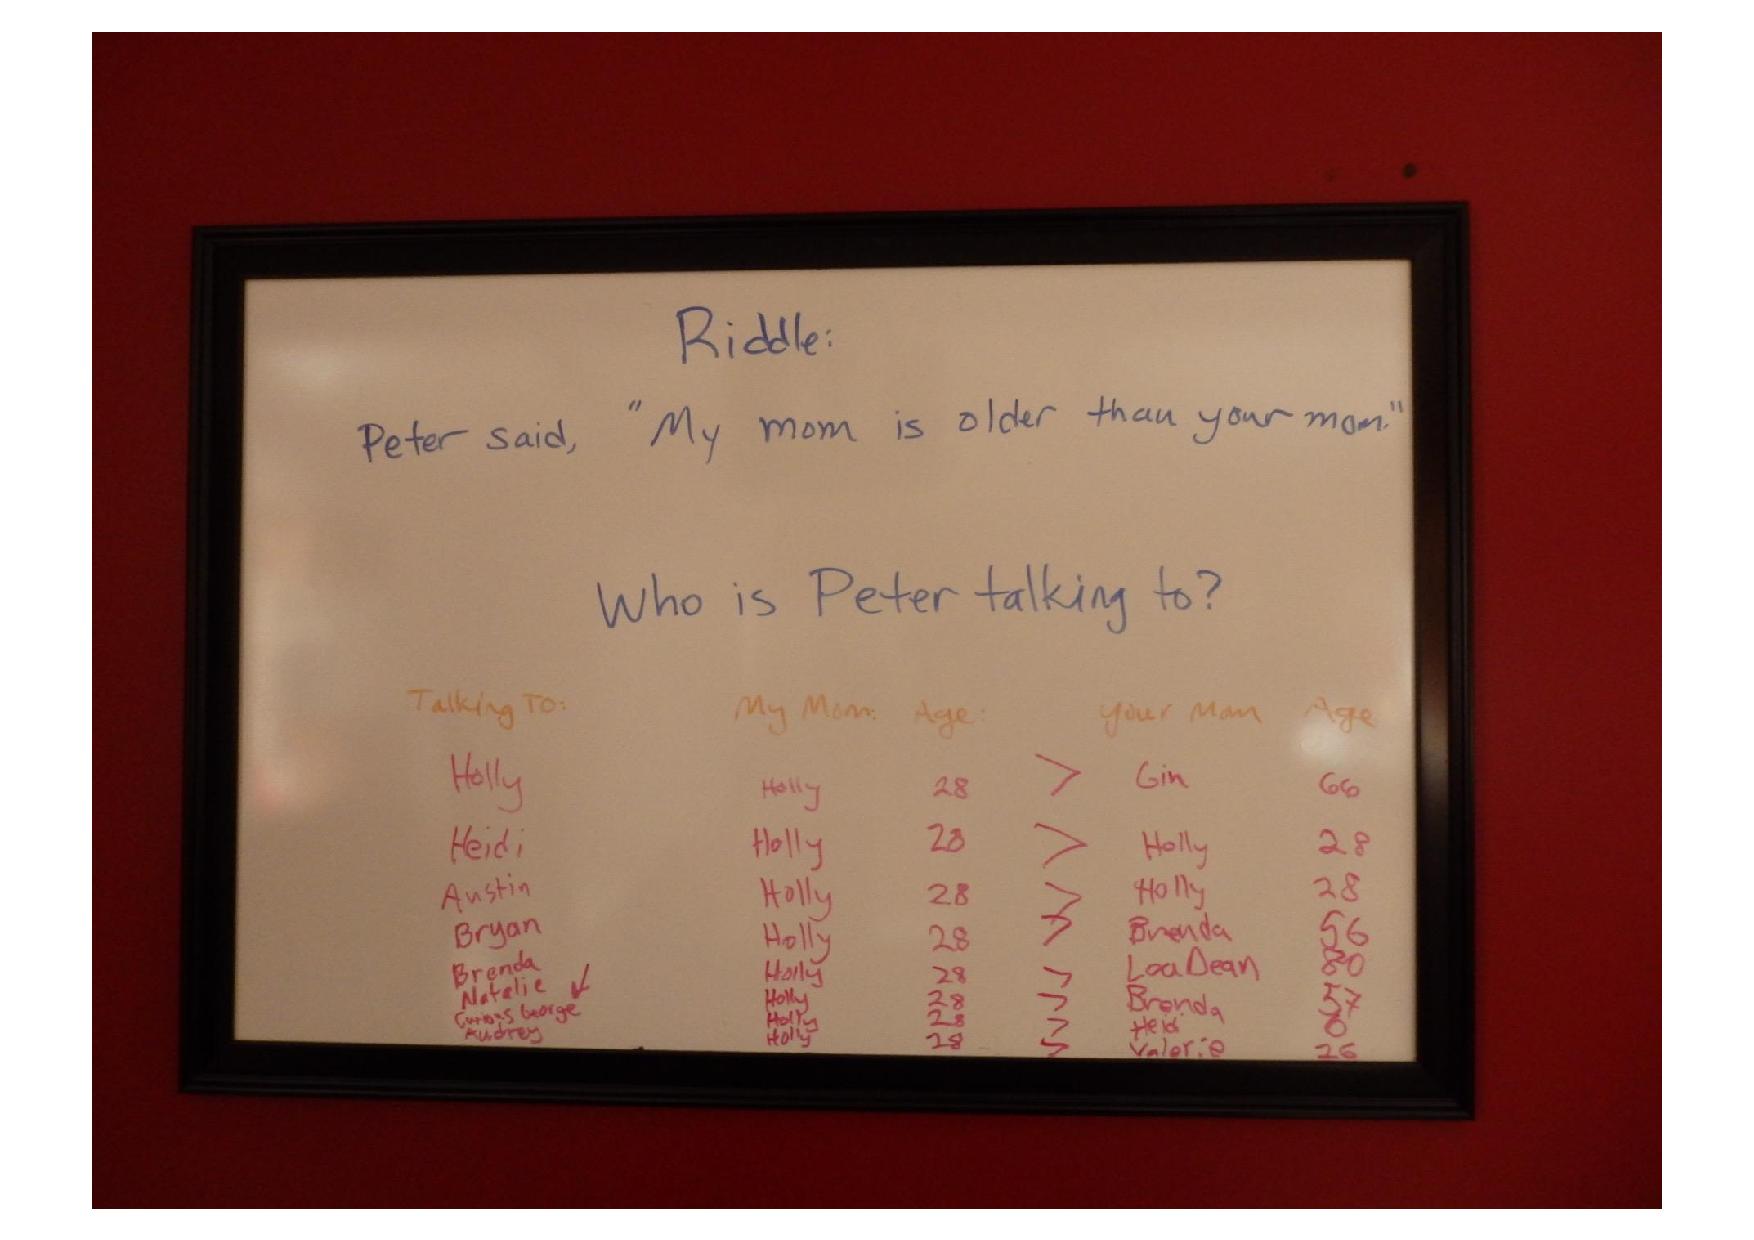 Riddle:
Peter said, "My mom is older than your mom."
Who is Peter talking to?
Talking To: My Mom: Age: Your Mom Age
Holly Holly 28 > Gin 66
Heidi Holly 28 > Holly 28
Austin Holly 28 > Holly 28
Bryan Holly 28 > Brenda 56
Brenda Holly 28 > LoaDean 80
Natalie Holly 28 > Brenda 57
Curious George Holly 28 > Heidi 6
Audrey Holly 28 > Valerie 26